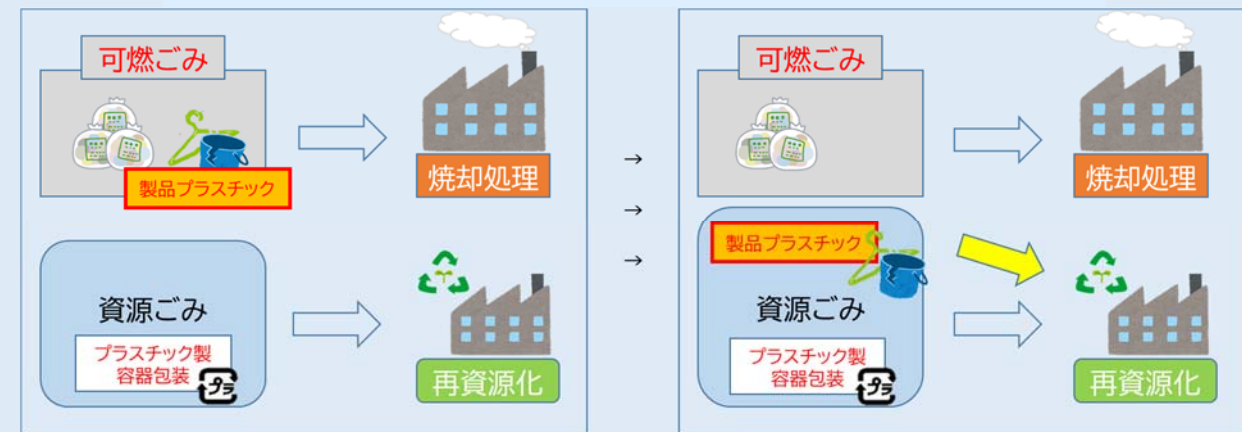 可燃ごみ
製品プラスチック
焼却処理
資源ごみ
プラスチック製
容器包装
プラ
再資源化
→
→
→
可燃ごみ
焼却処理
製品プラスチック
資源ごみ
プラスチック製
容器包装
プラ
再資源化